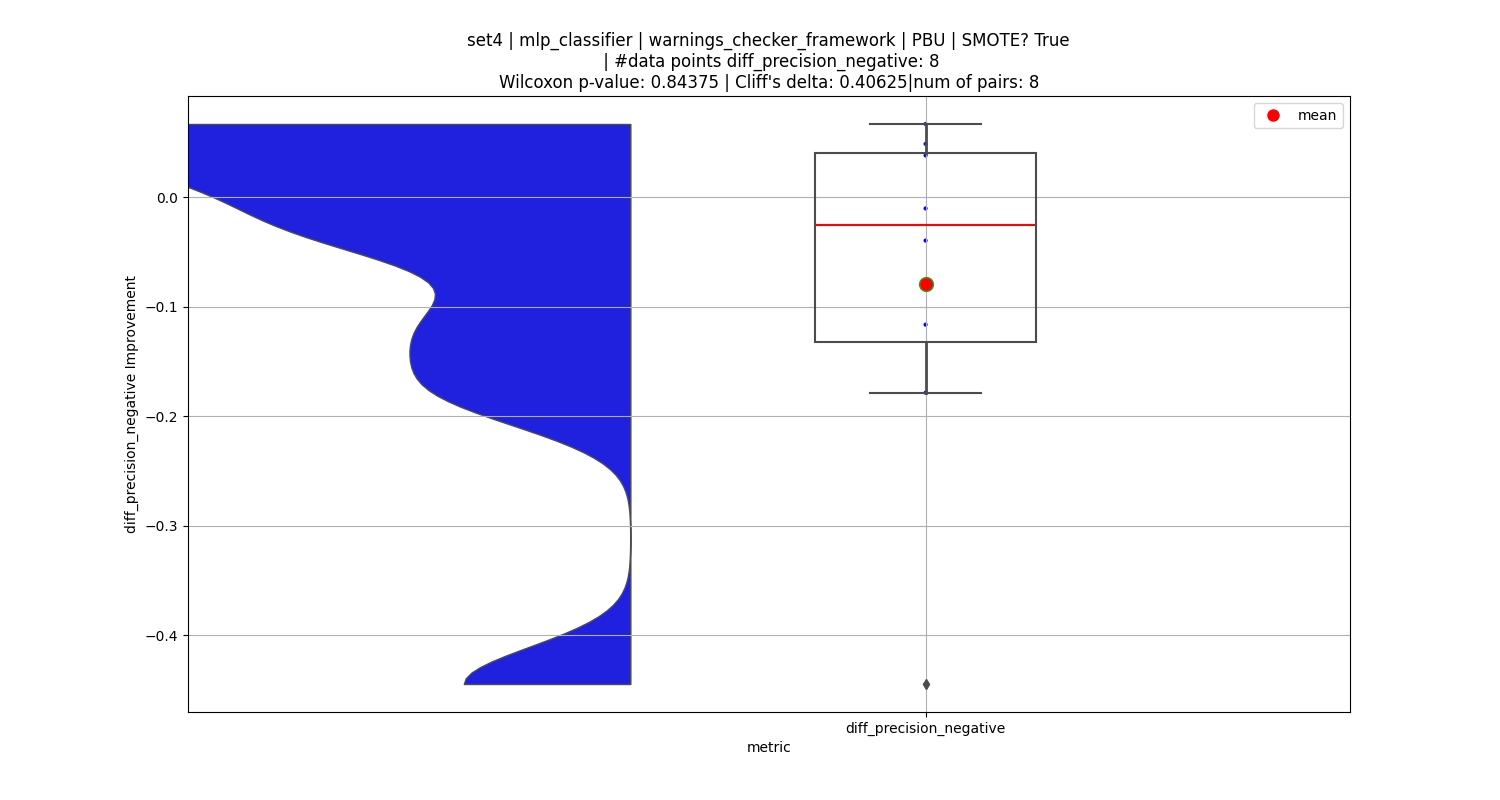 set4 | mlp_classifier | warnings_checker_framework | PBU | SMOTE? True
| #data points diff_precision_negative: 8
Wilcoxon p-value: 0.84375 | Cliff's delta: 0.40625|num of pairs: 8
mean
0.0
−0.1
−0.2
−0.3
−0.4
diff_precision_negative Improvement
diff_precision_negative
metric